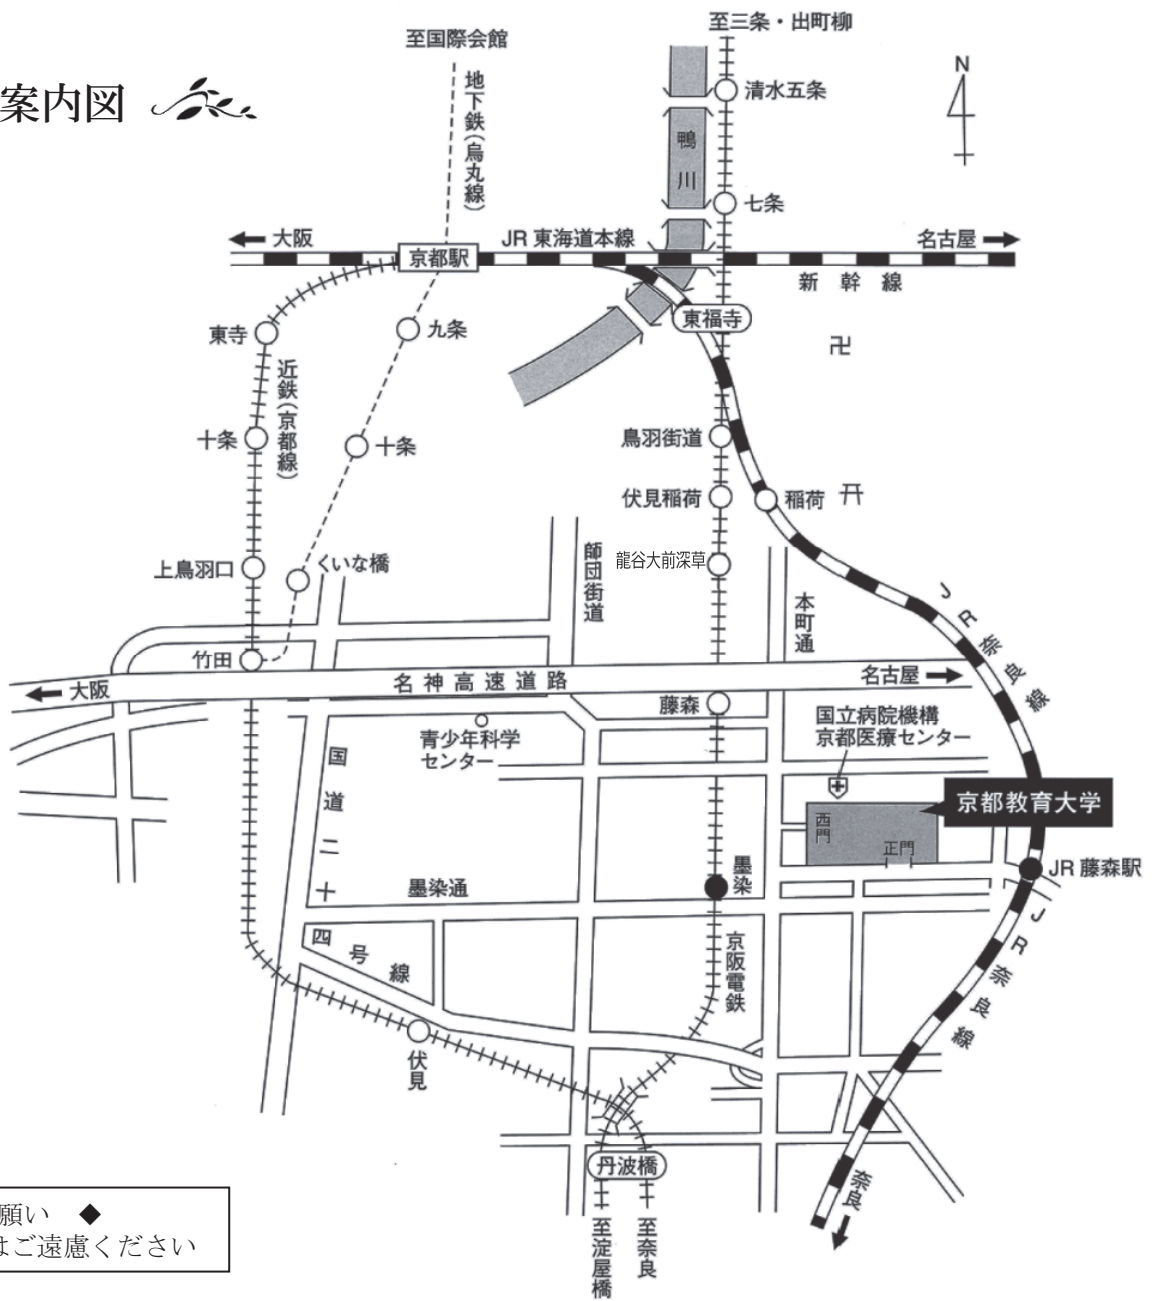 至三条・出町柳
至国際会館
案内図
地下鉄(烏丸線)
清水五条
N
鴨川
七条
大阪
JR 東海道本線
名古屋
京都駅
新幹線
東寺
九条
東福寺
卍
近鉄(京都線)
十条
十条
鳥羽街道
伏見稲荷
稲荷
上鳥羽口
くいな橋
師団街道
龍谷大前深草
本町通
JR奈良線
竹田
大阪
名神高速道路
名古屋
藤森
国立病院機構
京都医療センター
青少年科学
センター
国道二十四号線
京都教育大学
西門
正門
墨染
JR 藤森駅
墨染通
京阪電鉄
JR奈良線
伏見
丹波橋
奈良
至淀屋橋
至奈良
願い ◆
はご遠慮ください